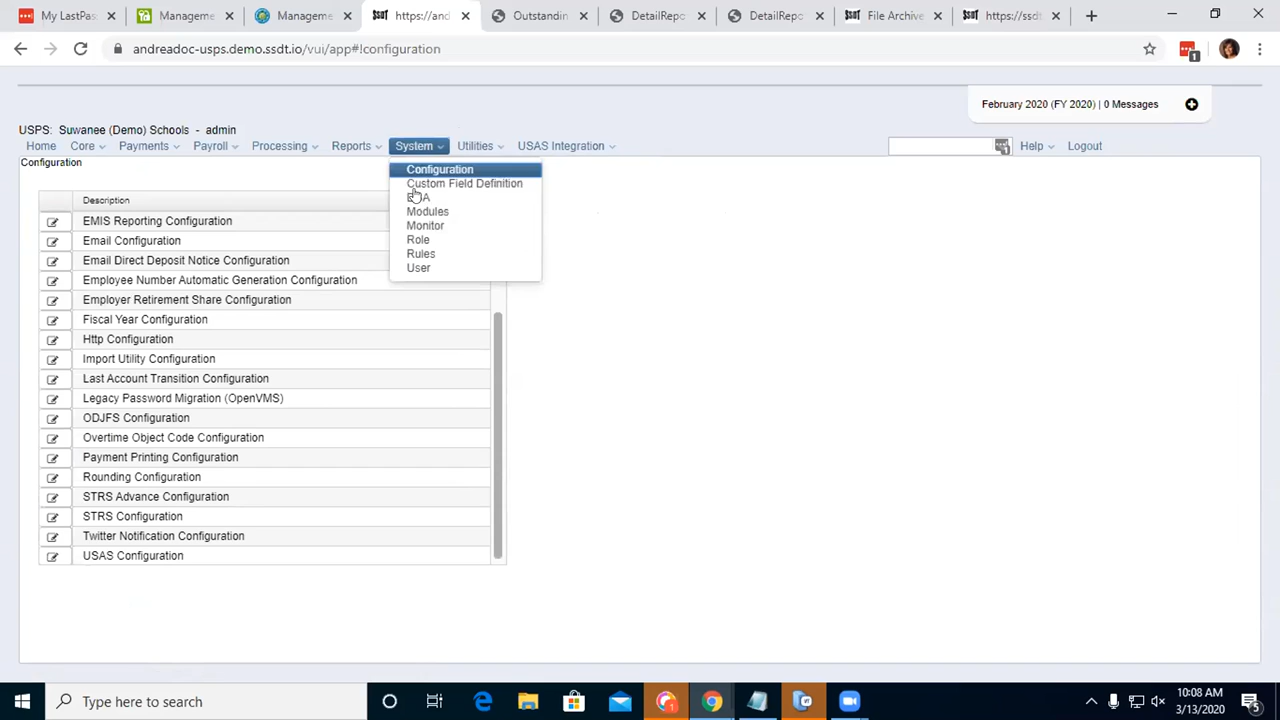 My LastPas
Manageme
Manageme
https://and
Outstandin
DetailRepo
DetailRepo
File Archive
https://ssdt
andreadoc-usps.demo.ssdt.io/vui/app#!configuration
February 2020 (FY 2020) | 0 Messages
USPS: Suwanee (Demo) Schools - admin
Home Core Payments Payroll Processing Reports System Utilities USAS Integration Help Logout
Configuration
Configuration
Custom Field Definition
Modules
Monitor
Role
Rules
User
Description
EMIS Reporting Configuration
Email Configuration
Email Direct Deposit Notice Configuration
Employee Number Automatic Generation Configuration
Employer Retirement Share Configuration
Fiscal Year Configuration
Http Configuration
Import Utility Configuration
Last Account Transition Configuration
Legacy Password Migration (OpenVMS)
ODJFS Configuration
Overtime Object Code Configuration
Payment Printing Configuration
Rounding Configuration
STRS Advance Configuration
STRS Configuration
Twitter Notification Configuration
USAS Configuration
Type here to search
10:08 AM
3/13/2020